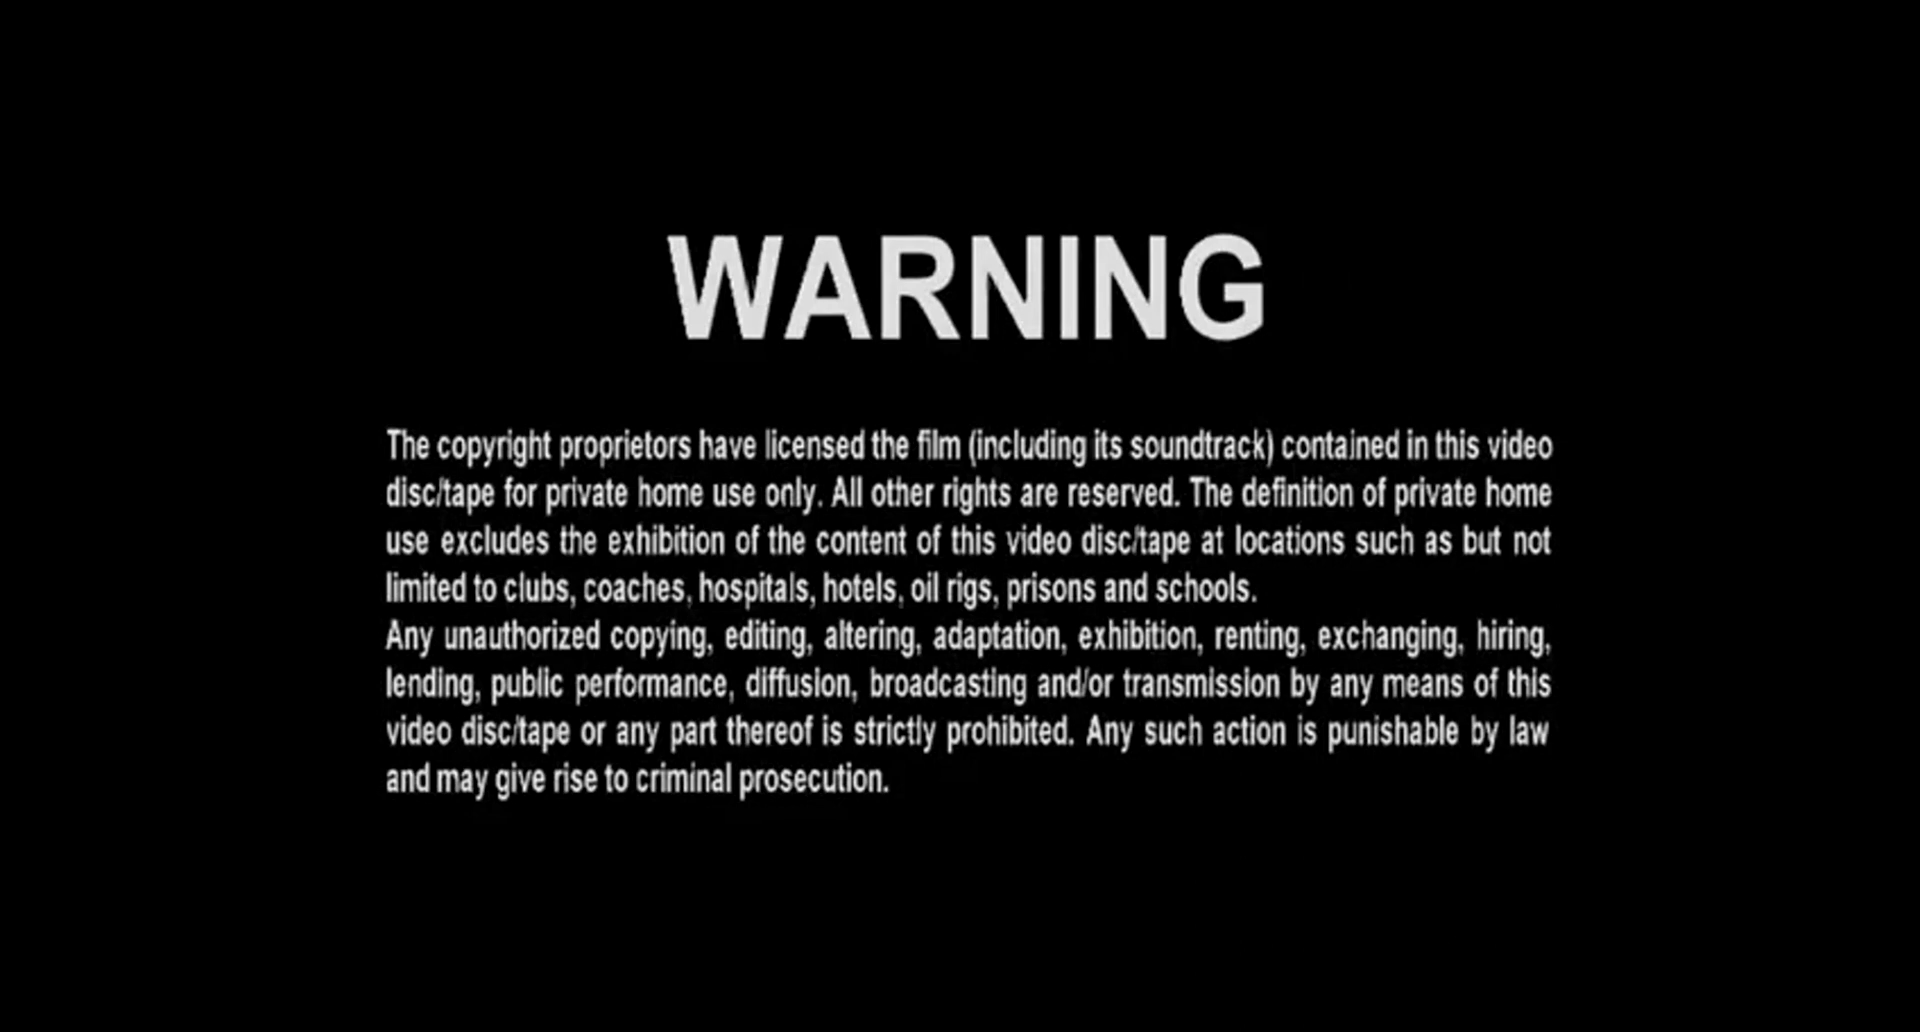 WARNING
The copyright proprietors have licensed the film (including its soundtrack) contained in this video
disc/tape for private home use only. All other rights are reserved. The definition of private home
use excludes the exhibition of the content of this video disc/tape at locations such as but not
limited to clubs, coaches, hospitals, hotels, oil rigs, prisons and schools.
Any unauthorized copying, editing, altering, adaptation, exhibition, renting, exchanging, hiring,
lending, public performance, diffusion, broadcasting and/or transmission by any means of this
video disc/tape or any part thereof is strictly prohibited. Any such action is punishable by law
and may give rise to criminal prosecution.